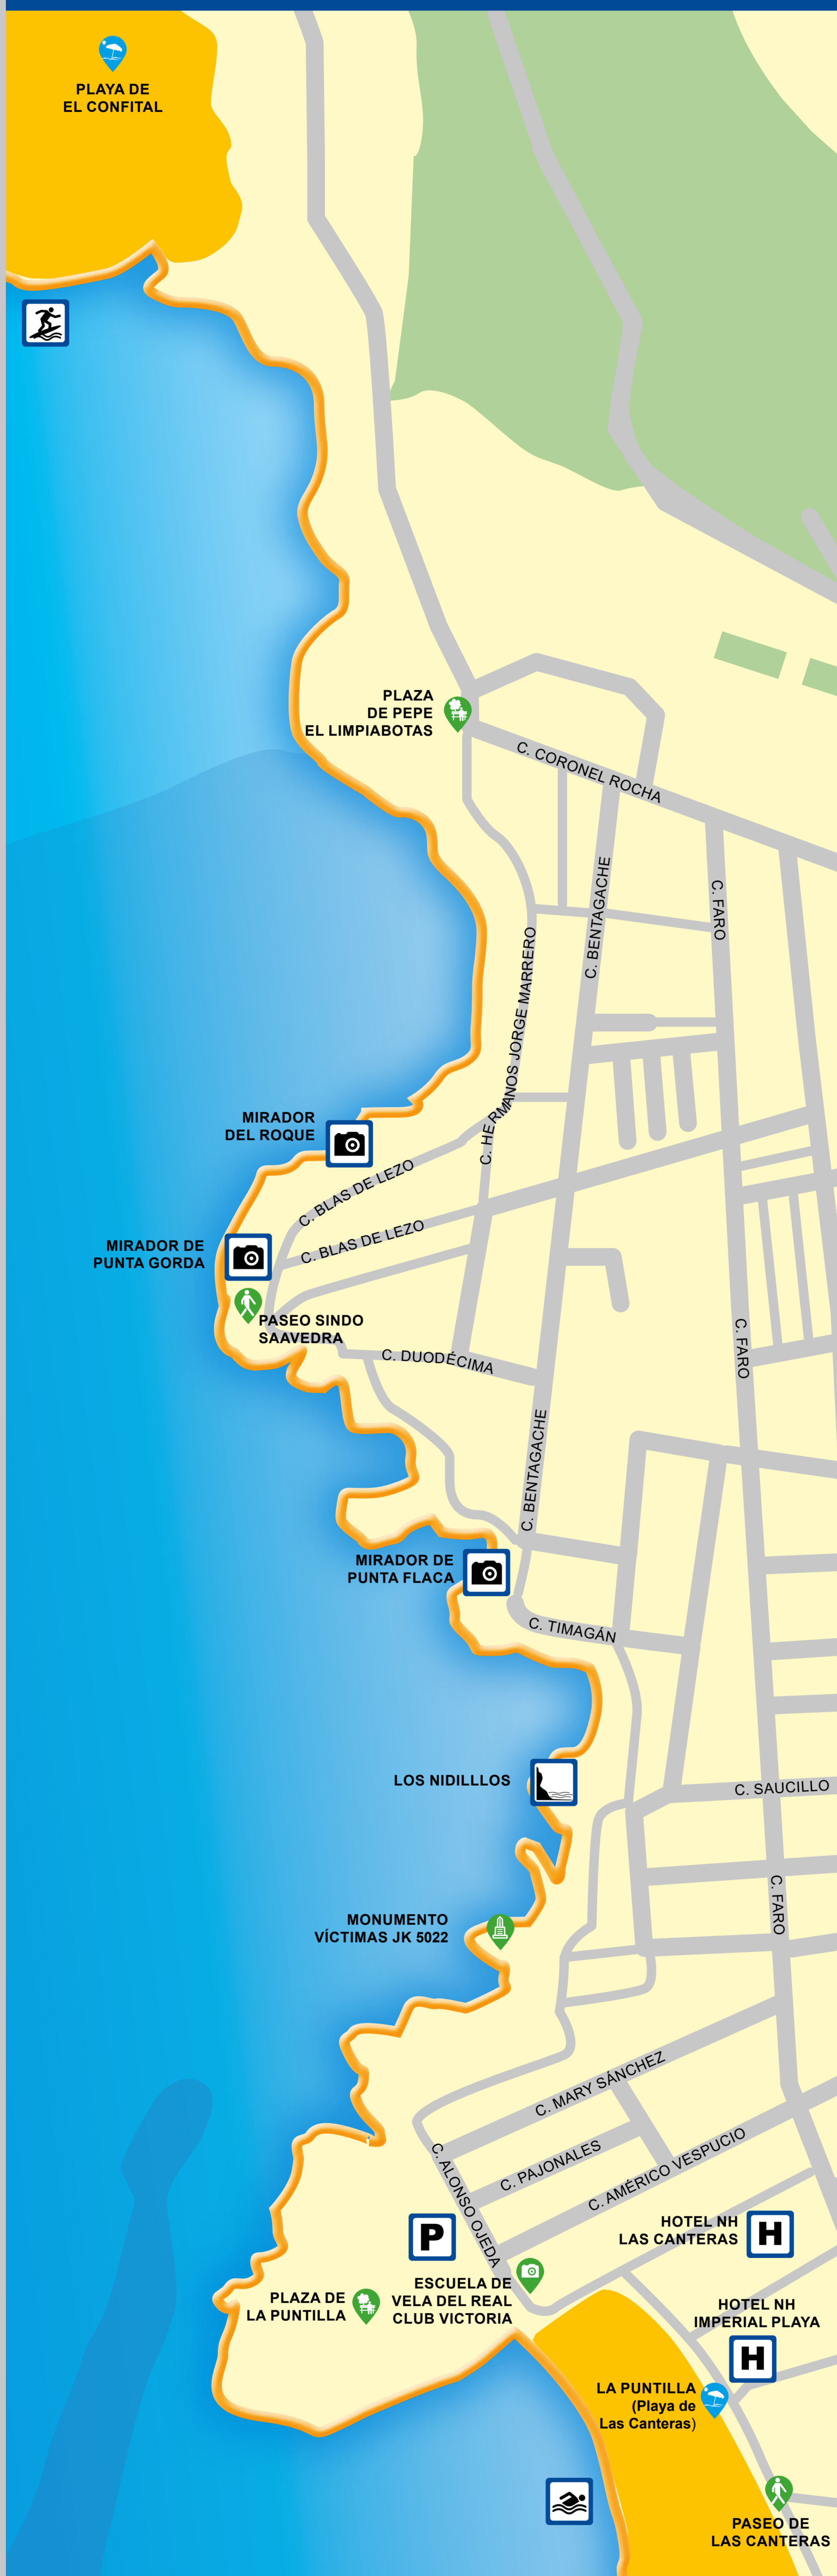 PLAYA DE
EL CONFITAL
PLAZA
DE PEPE
EL LIMPIABOTAS
C. CORONEL ROCHA
C. BENTAGACHE
C. FARO
C. HERMANOS JORGE MARRERO
MIRADOR
DEL ROQUE
C. BLAS DE LEZO
C. BLAS DE LEZO
MIRADOR DE
PUNTA GORDA
PASEO SINDO
SAAVEDRA
C. DUODÉCIMA
C. FARO
C. BENTAGACHE
MIRADOR DE
PUNTA FLACA
C. TIMAGÁN
LOS NIDILLLOS
C. SAUCILLO
C. FARO
MONUMENTO
VÍCTIMAS JK 5022
C. MARY SÁNCHEZ
C. PAJONALES
C. AMÉRICO VESPUCIO
C. ALONSO OJEDA
P
HOTEL NH
LAS CANTERAS
H
ESCUELA DE
VELA DEL REAL
CLUB VICTORIA
PLAZA DE
LA PUNTILLA
HOTEL NH
IMPERIAL PLAYA
H
LA PUNTILLA
(Playa de
Las Canteras)
PASEO DE
LAS CANTERAS